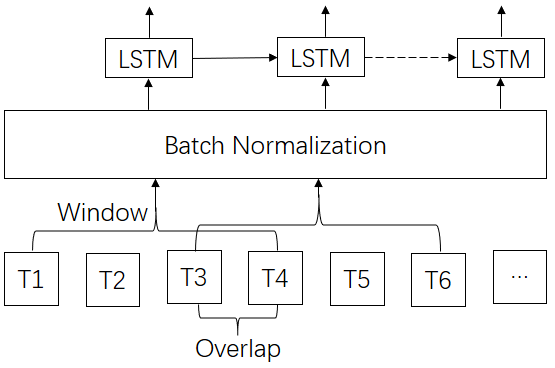 LSTM LSTM LSTM
Batch Normalization
Window
T1 T2 T3 T4 T5 T6 ...
Overlap